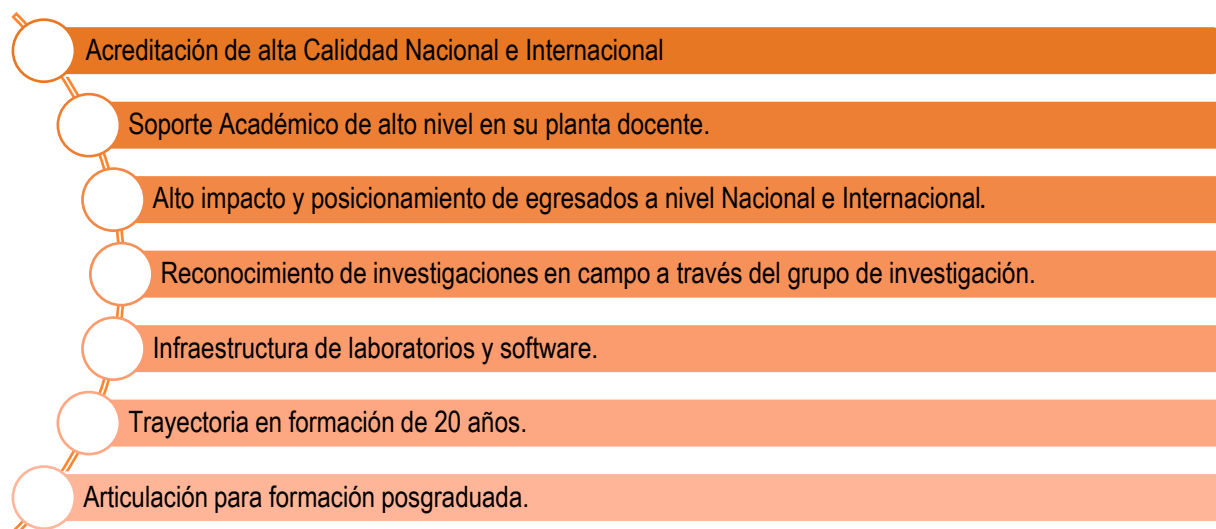 Acreditación de alta Caliddad Nacional e Internacional
Soporte Académico de alto nivel en su planta docente.
Alto impacto y posicionamiento de egresados a nivel Nacional e Internacional.
Reconocimiento de investigaciones en campo a través del grupo de investigación.
Infraestructura de laboratorios y software.
Trayectoria en formación de 20 años.
Articulación para formación posgraduada.